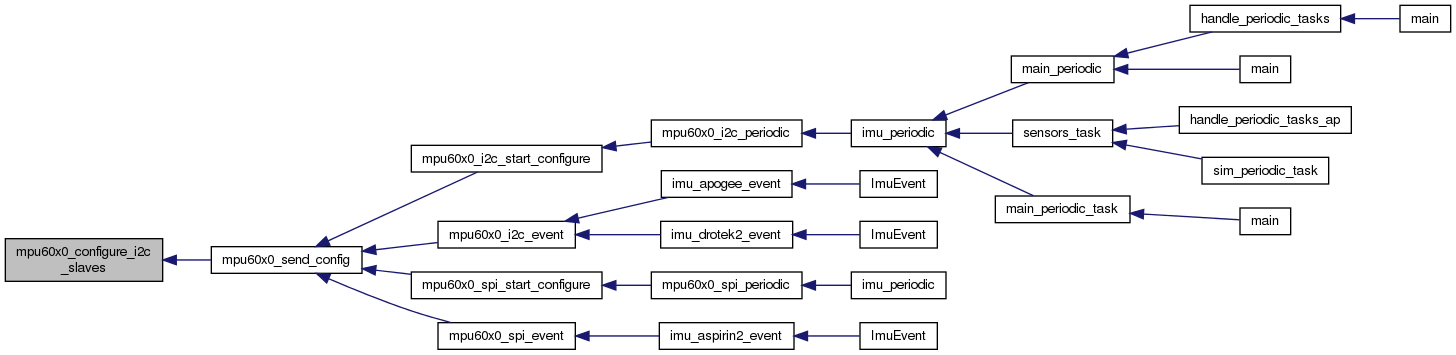 handle_periodic_tasks
main
main_periodic
main
handle_periodic_tasks_ap
mpu60x0_i2c_periodic
imu_periodic
sensors_task
mpu60x0_i2c_start_configure
sim_periodic_task
imu_apogee_event
ImuEvent
main_periodic_task
main
mpu60x0_i2c_event
imu_drotek2_event
ImuEvent
mpu60x0_configure_i2c
_slaves
mpu60x0_send_config
mpu60x0_spi_start_configure
mpu60x0_spi_periodic
imu_periodic
mpu60x0_spi_event
imu_aspirin2_event
ImuEvent